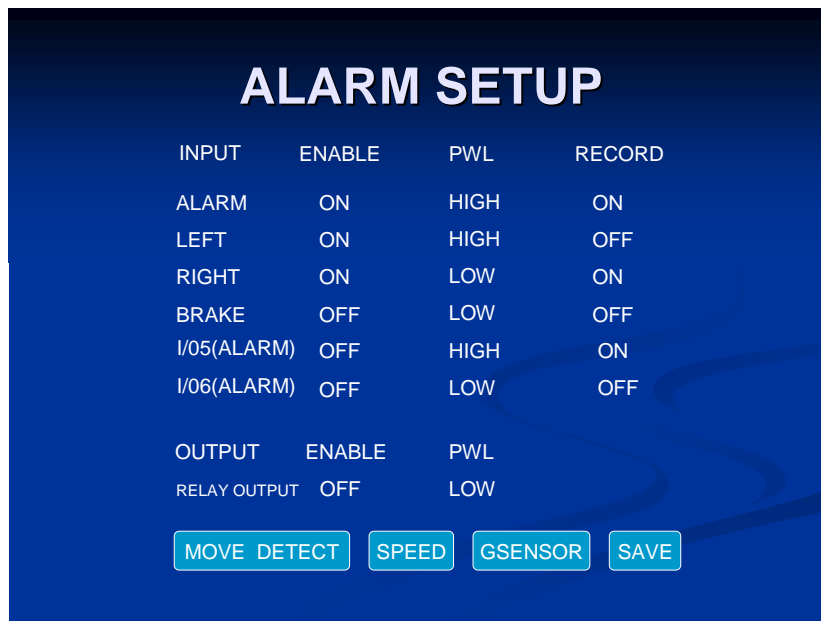 ALARM SETUP
INPUT ENABLE PWL RECORD
ALARM ON HIGH ON
LEFT ON HIGH OFF
RIGHT ON LOW ON
BRAKE OFF LOW OFF
I/05(ALARM) OFF HIGH ON
I/06(ALARM) OFF LOW OFF
OUTPUT ENABLE PWL
RELAY OUTPUT OFF LOW
MOVE DETECT SPEED GSENSOR SAVE